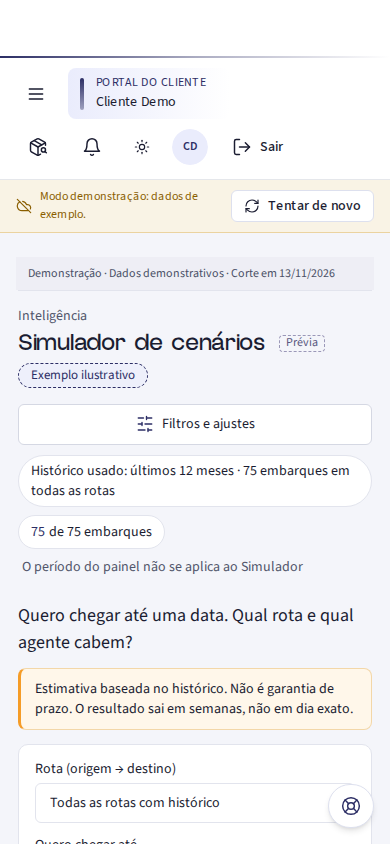 PORTAL DO CLIENTE
Cliente Demo
CD
Sair
Modo demonstração: dados de
exemplo.
Tentar de novo
Demonstração · Dados demonstrativos · Corte em 13/11/2026
Inteligência
Simulador de cenários
Prévia
Exemplo ilustrativo
Filtros e ajustes
Histórico usado: últimos 12 meses · 75 embarques em
todas as rotas
75 de 75 embarques
O período do painel não se aplica ao Simulador
Quero chegar até uma data. Qual rota e qual
agente cabem?
Estimativa baseada no histórico. Não é garantia de
prazo. O resultado sai em semanas, não em dia exato.
Rota (origem → destino)
Todas as rotas com histórico
Quero chegar até